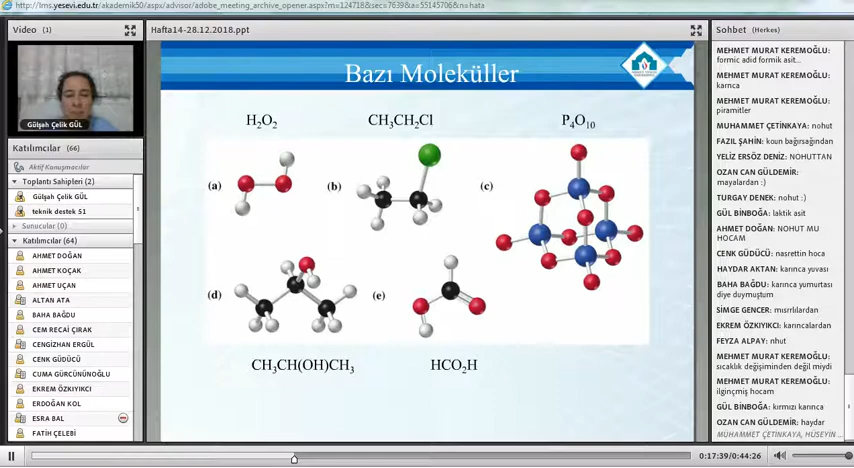 http://lms.yesevi.edu.tr/akademik50/aspx/advisor/adobe_meeting_archive_opener.aspx?m=124718&sec=7639&a=55145706&n=hata
Video (1)
Gülşah Çelik GÜL
Katılımcılar (66)
Aktif Konuşmacılar
Toplantı Sahipleri (2)
Gülşah Çelik GÜL
teknik destek 51
Sunucular (0)
Katılımcılar (64)
AHMET DOĞAN
AHMET KOÇAK
AHMET UÇAN
ALTAN ATA
BAHA BAĞDU
CEM RECAİ ÇIRAK
CENGİZHAN ERGÜL
CENK GÜDÜCÜ
CUMA GÜRCÜNÜNOĞLU
EKREM ÖZKIYIKCI
ERDOĞAN KOL
ESRA BAL
FATİH ÇELEBİ
Hafta14-28.12.2018.ppt
Bazı Moleküller
H₂O₂
CH₃CH₂Cl
P₄O₁₀
(a)
(b)
(c)
(d)
(e)
CH₃CH(OH)CH₃
HCO₂H
Sohbet (Herkes)
MEHMET MURAT KEREMOĞLU:
formic adid formik asit...
MEHMET MURAT KEREMOĞLU:
karınca
MEHMET MURAT KEREMOĞLU:
piramitler
MUHAMMET ÇETİNKAYA: nohut
FAZIL ŞAHİN: koun bağırsağından
YELİZ ERSÖZ DENİZ: NOHUTTAN
OZAN CAN GÜLDEMİR:
mayalardan :)
TURGAY DENEK: nohut ;)
GÜL BİNBOĞA: laktik asit
AHMET DOĞAN: NOHUT MU
HOCAM
CENK GÜDÜCÜ: nasrettin hoca
HAYDAR AKTAN: karınca yuvası
BAHA BAĞDU: karınca yumurtası
diye duymuştum
SİMGE GENCER: mısırlılardan
EKREM ÖZKIYIKCI: karıncalardan
FEYZA ALPAY: nhut
MEHMET MURAT KEREMOĞLU:
sıcaklık değişiminden değil miydi
MEHMET MURAT KEREMOĞLU:
ilginçmiş hocam
GÜL BİNBOĞA: kırmızı karınca
OZAN CAN GÜLDEMİR: haydar
MUHAMMET ÇETİNKAYA, HÜSEYİN ...
0:17:39/0:44:26